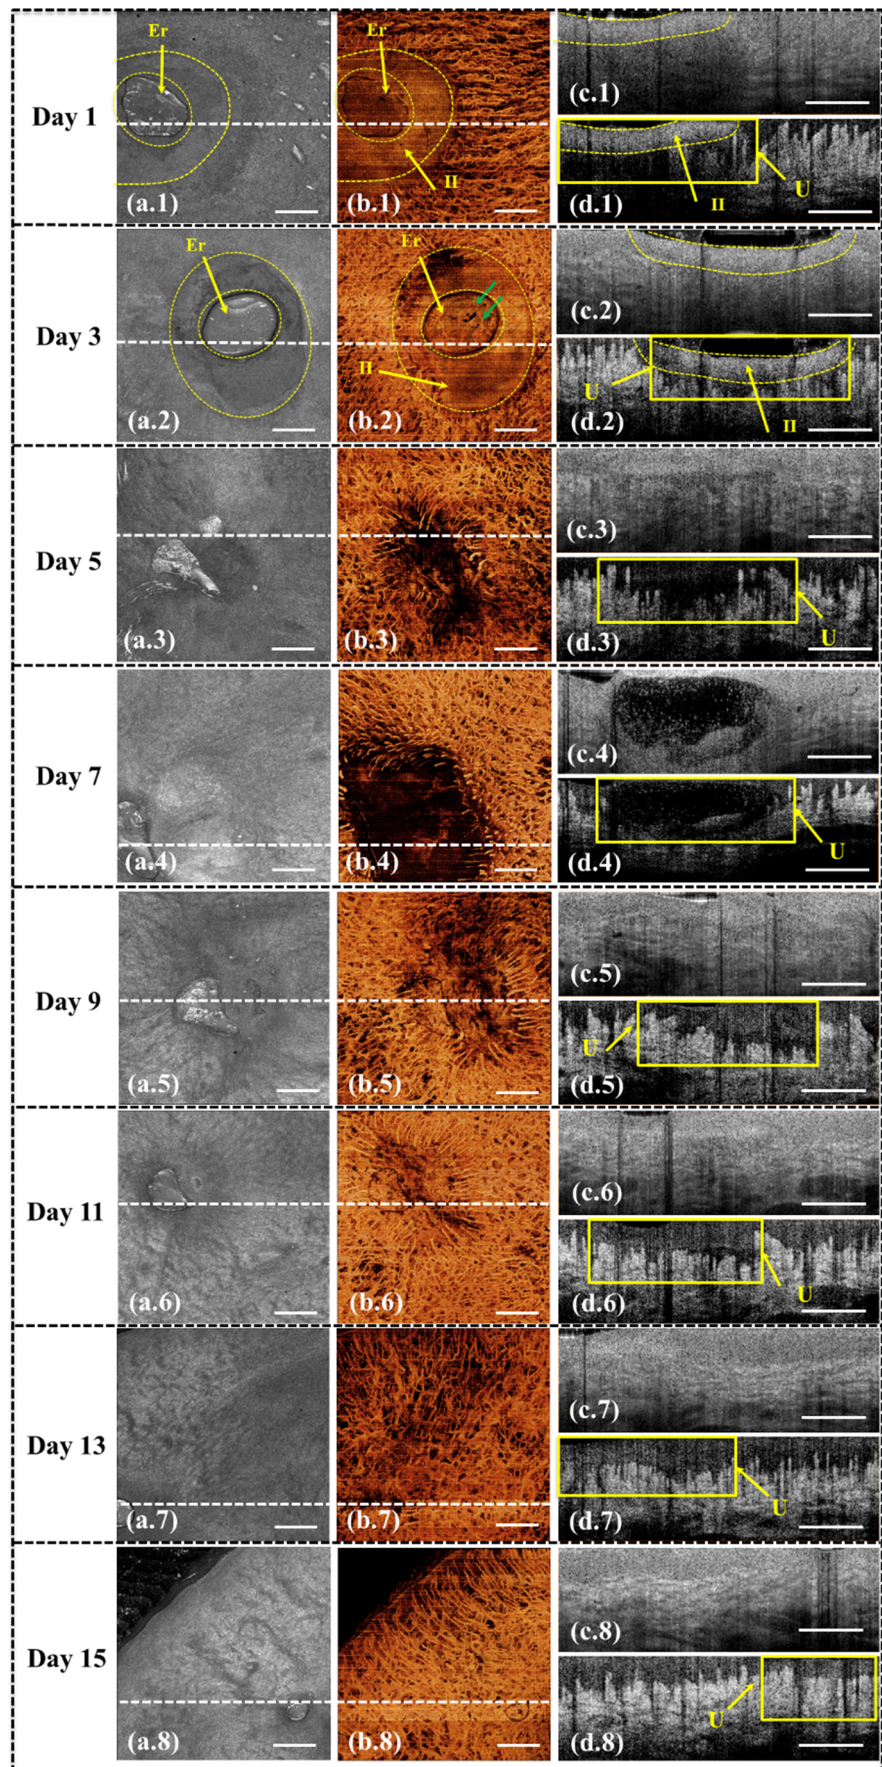 Day 1
Er
(a.1)
Er
II
(b.1)
(c.1)
U
II
(d.1)
Day 3
Er
(a.2)
Er
II
(b.2)
(c.2)
U
II
(d.2)
Day 5
(a.3)
(b.3)
(c.3)
U
(d.3)
Day 7
(a.4)
(b.4)
(c.4)
U
(d.4)
Day 9
(a.5)
(b.5)
(c.5)
U
(d.5)
Day 11
(a.6)
(b.6)
(c.6)
U
(d.6)
Day 13
(a.7)
(b.7)
(c.7)
U
(d.7)
Day 15
(a.8)
(b.8)
(c.8)
U
(d.8)